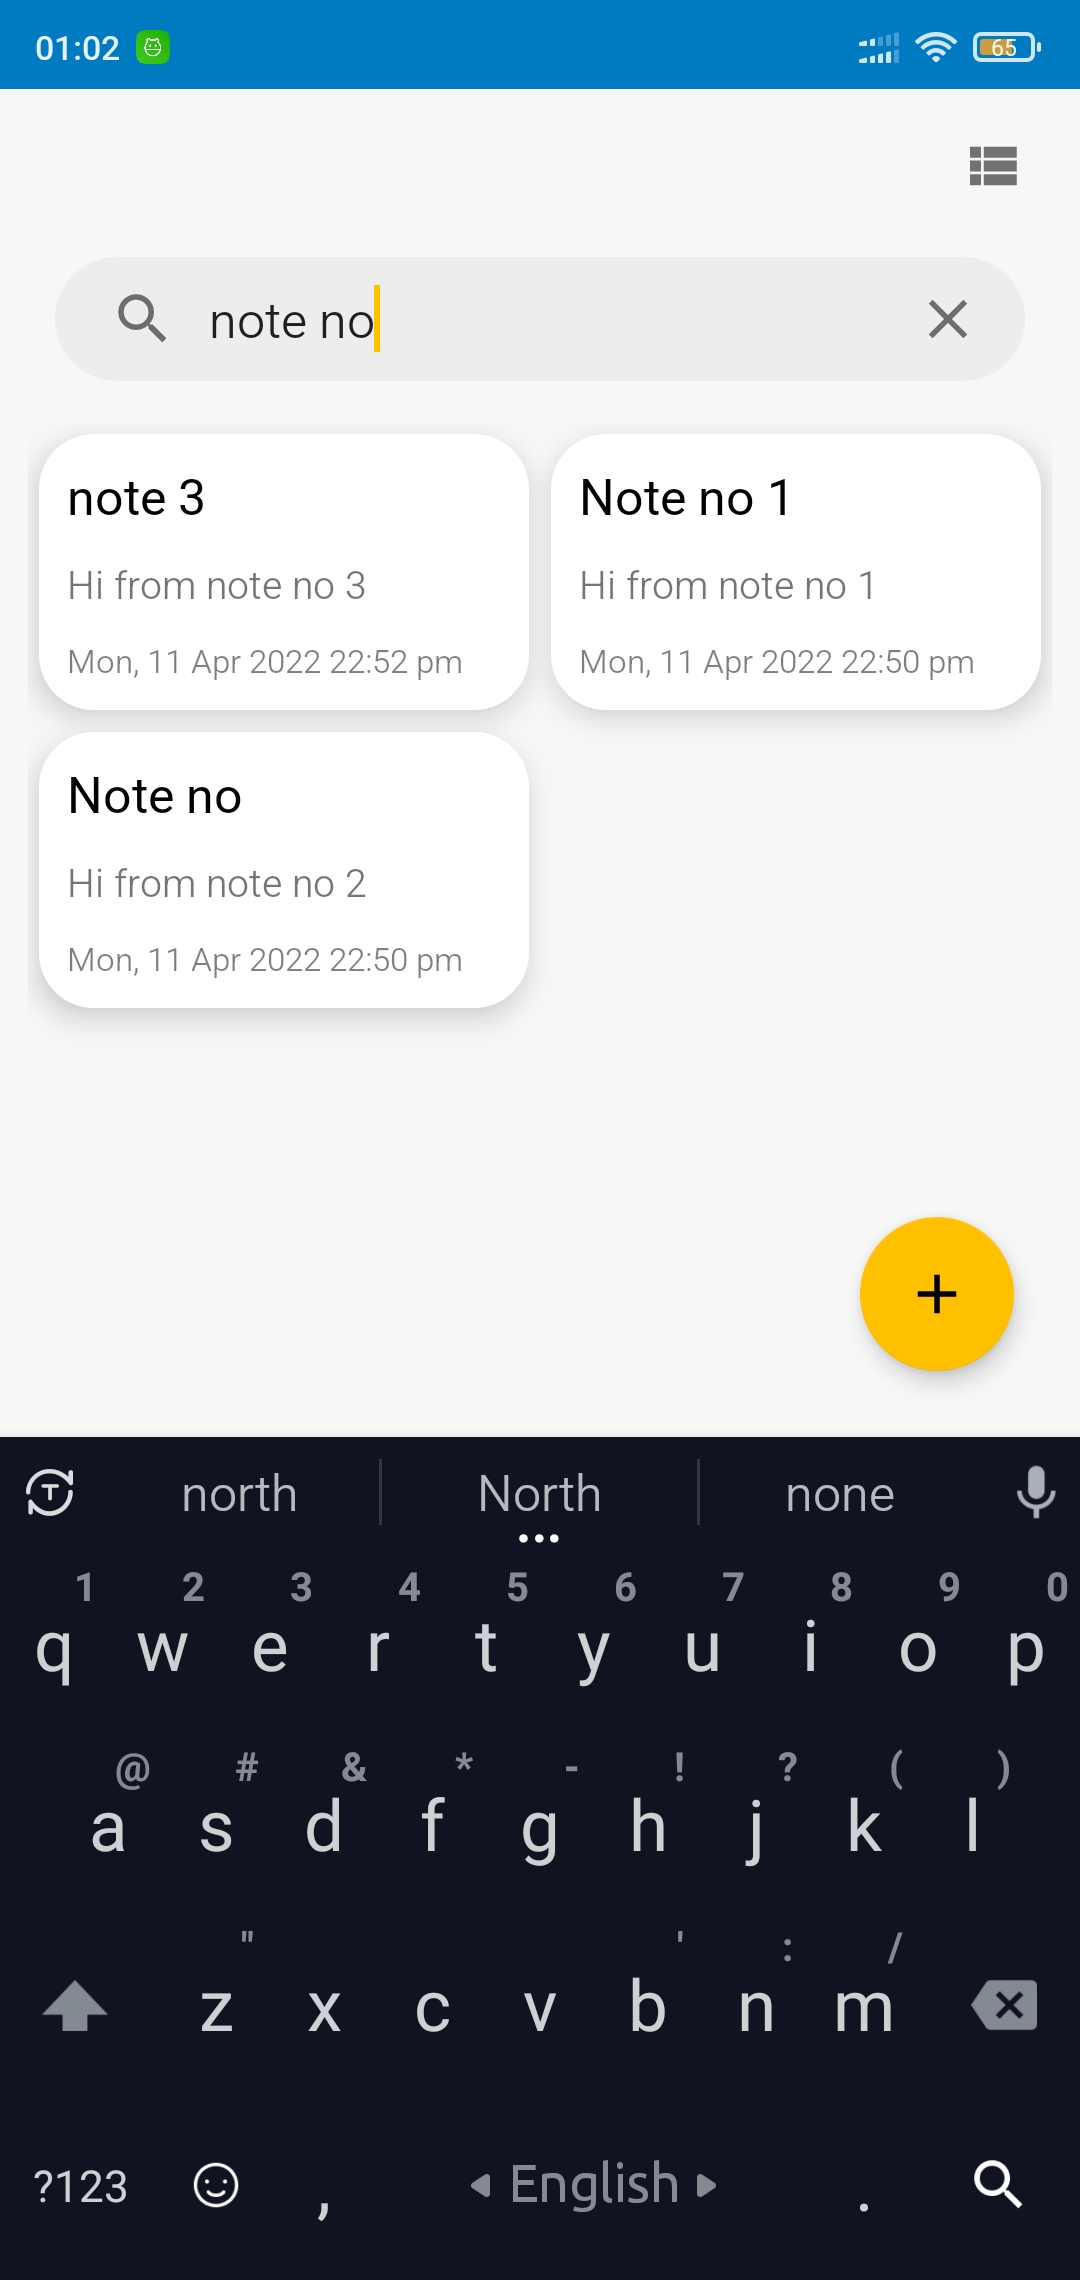 01:02
65
note no
note 3
Hi from note no 3
Mon, 11 Apr 2022 22:52 pm
Note no 1
Hi from note no 1
Mon, 11 Apr 2022 22:50 pm
Note no
Hi from note no 2
Mon, 11 Apr 2022 22:50 pm
T
north North none
1 2 3 4 5 6 7 8 9 0
q w e r t y u i o p
@ # & * - ! ? ( )
a s d f g h j k l
" ' : /
z x c v b n m
?123 , English .